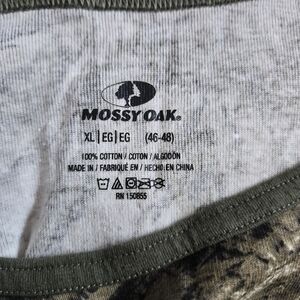 MOSSY OAK®
XL | EG | EG (46-48)
100% COTTON / COTON / ALGODÓN
MADE IN / FABRIQUÉ EN / HECHO EN CHINA
RN 150855